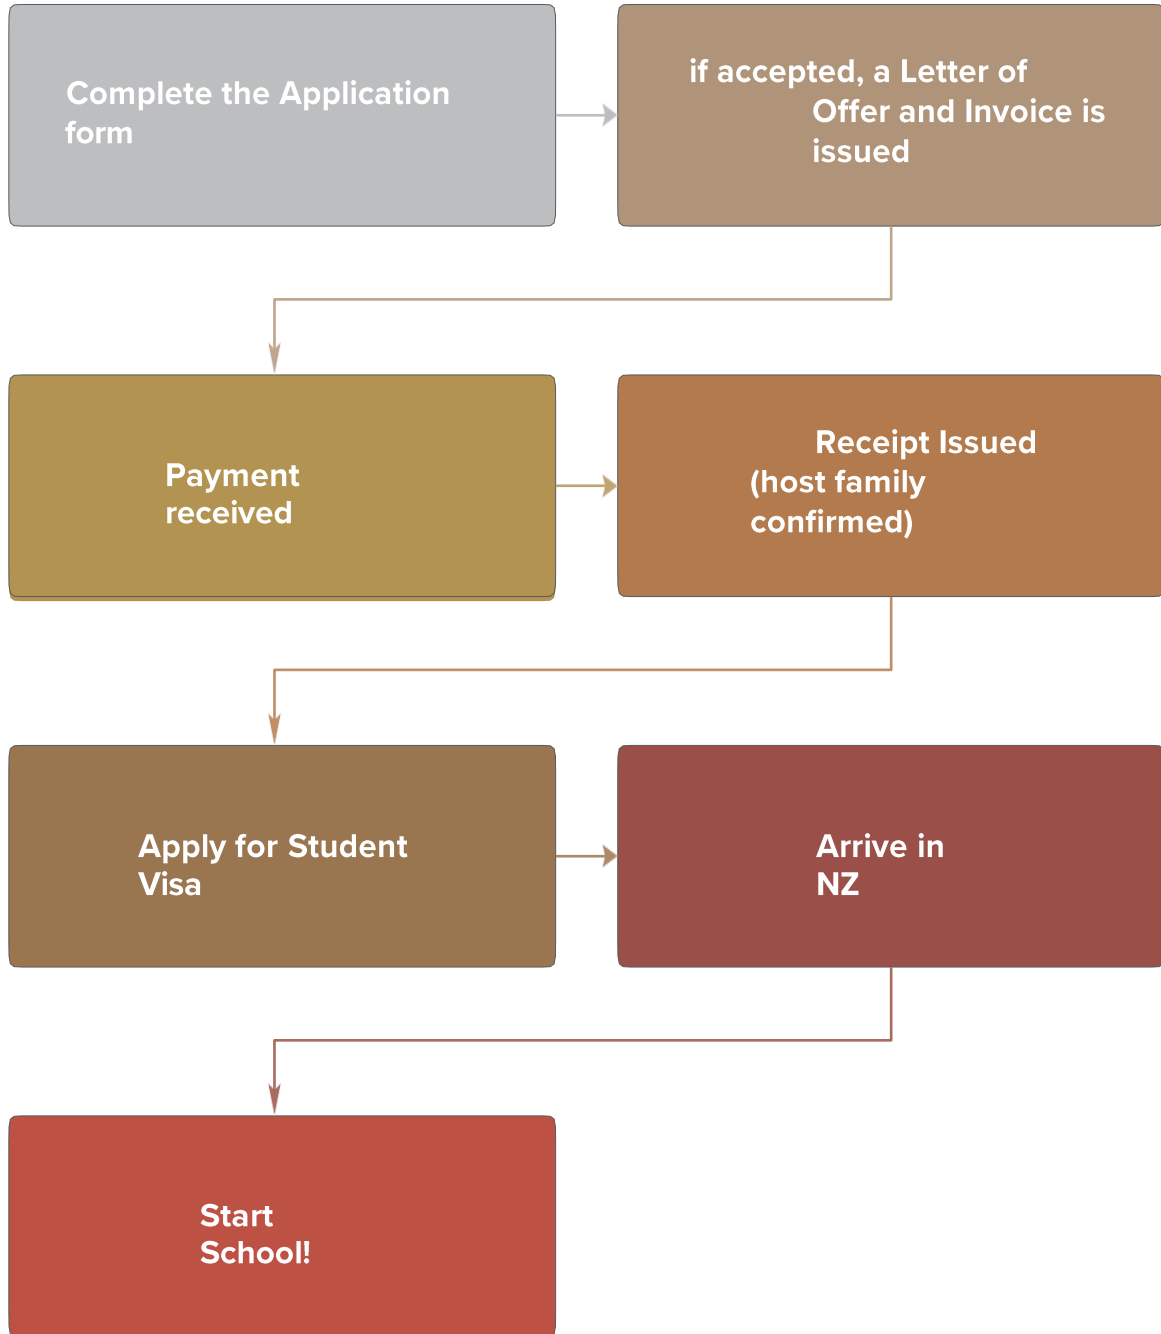 Complete the Application
form
if accepted, a Letter of
Offer and Invoice is
issued
Payment
received
Receipt Issued
(host family
confirmed)
Apply for Student
Visa
Arrive in
NZ
Start
School!